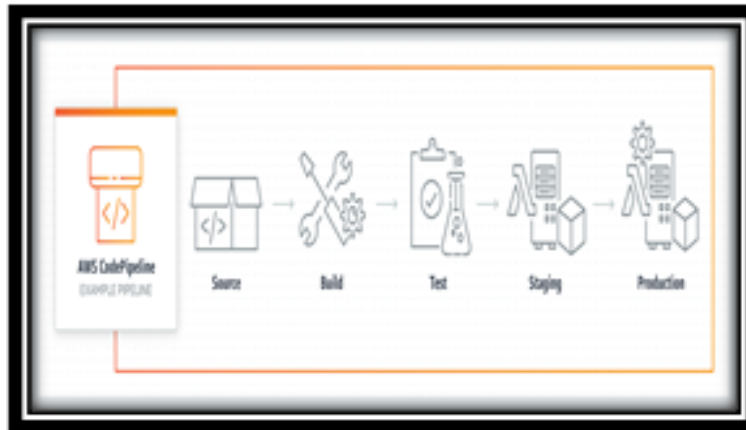 AWS CodePipeline
EXAMPLE PIPELINE
</>
</>
Source
Build
Test
Staging
Production